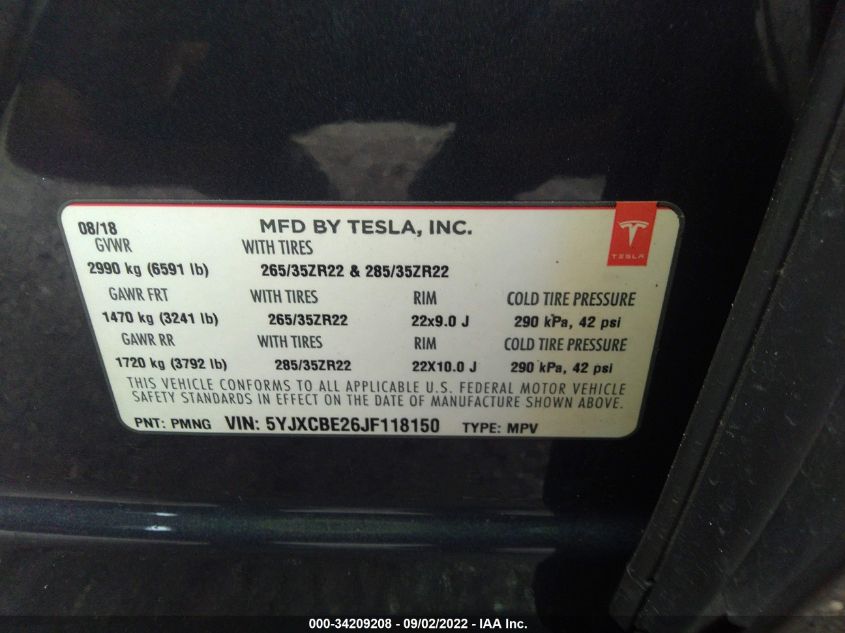 08/18 MFD BY TESLA, INC.
TESLA
GVWR WITH TIRES
2990 kg (6591 lb) 265/35ZR22 & 285/35ZR22
GAWR FRT WITH TIRES RIM COLD TIRE PRESSURE
1470 kg (3241 lb) 265/35ZR22 22x9.0 J 290 kPa, 42 psi
GAWR RR WITH TIRES RIM COLD TIRE PRESSURE
1720 kg (3792 lb) 285/35ZR22 22X10.0 J 290 kPa, 42 psi
THIS VEHICLE CONFORMS TO ALL APPLICABLE U.S. FEDERAL MOTOR VEHICLE
SAFETY STANDARDS IN EFFECT ON THE DATE OF MANUFACTURE SHOWN ABOVE.
PNT: PMNG VIN: 5YJXCBE26JF118150 TYPE: MPV
000-34209208 - 09/02/2022 - IAA Inc.